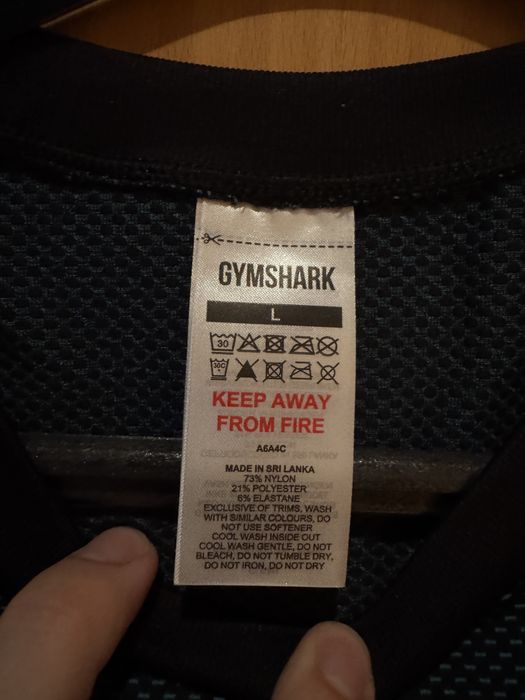 GYMSHARK
L
30
30C
KEEP AWAY
FROM FIRE
A6A4C
MADE IN SRI LANKA
73% NYLON
21% POLYESTER
6% ELASTANE
EXCLUSIVE OF TRIMS, WASH
WITH SIMILAR COLOURS, DO
NOT USE SOFTENER
COOL WASH INSIDE OUT
COOL WASH GENTLE, DO NOT
BLEACH, DO NOT TUMBLE DRY,
DO NOT IRON, DO NOT DRY